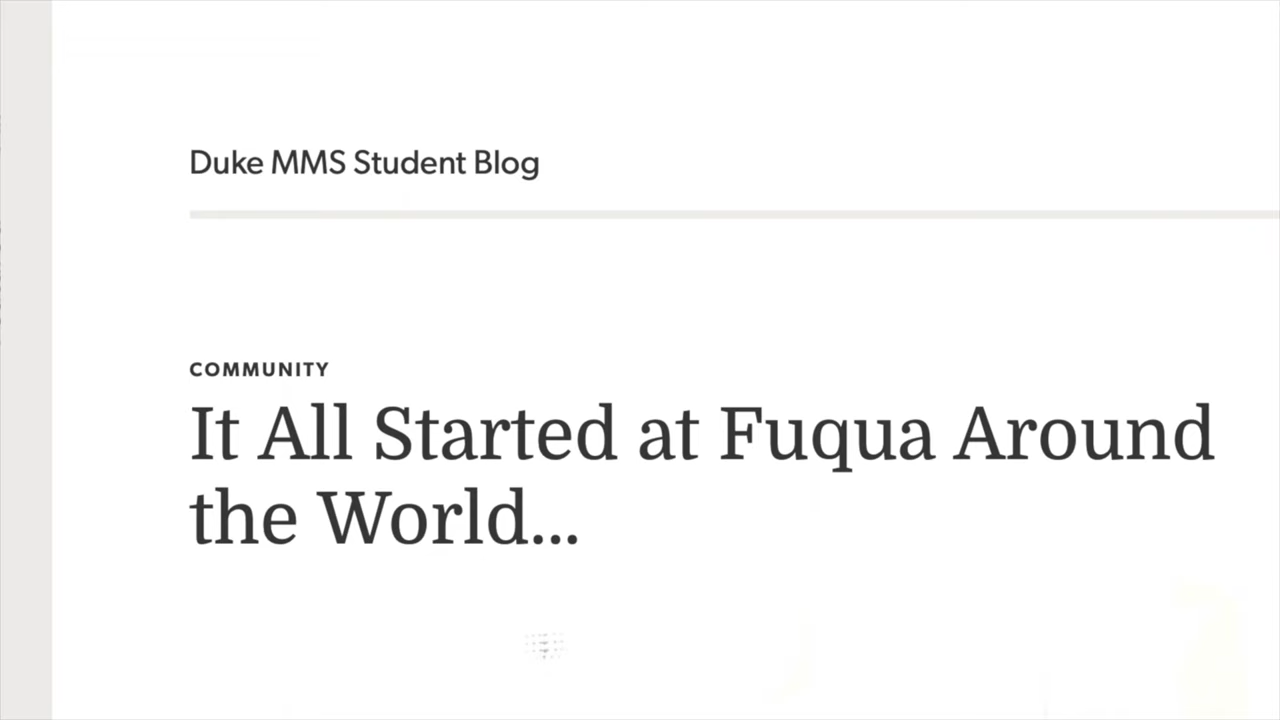 Duke MMS Student Blog
COMMUNITY
It All Started at Fuqua Around
the World...